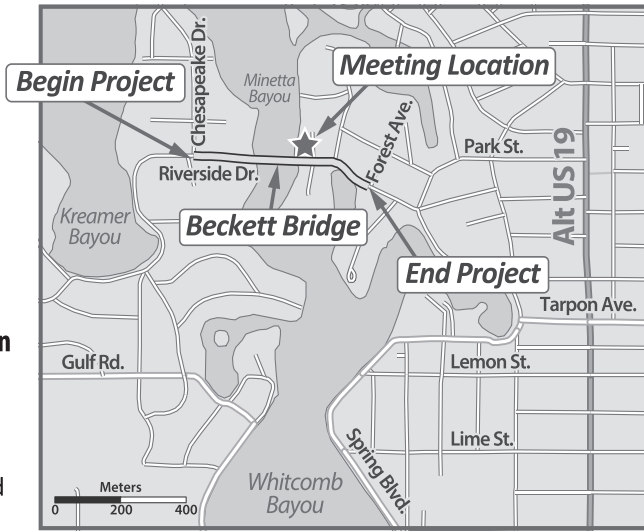 Chesapeake Dr.
Begin Project
Minetta
Bayou
Meeting Location
Forest Ave.
Park St.
Alt US 19
Riverside Dr.
Kreamer
Bayou
Beckett Bridge
End Project
Tarpon Ave.
Gulf Rd.
Lemon St.
Lime St.
Spring Blvd.
Whitcomb
Bayou
Meters
0 200 400